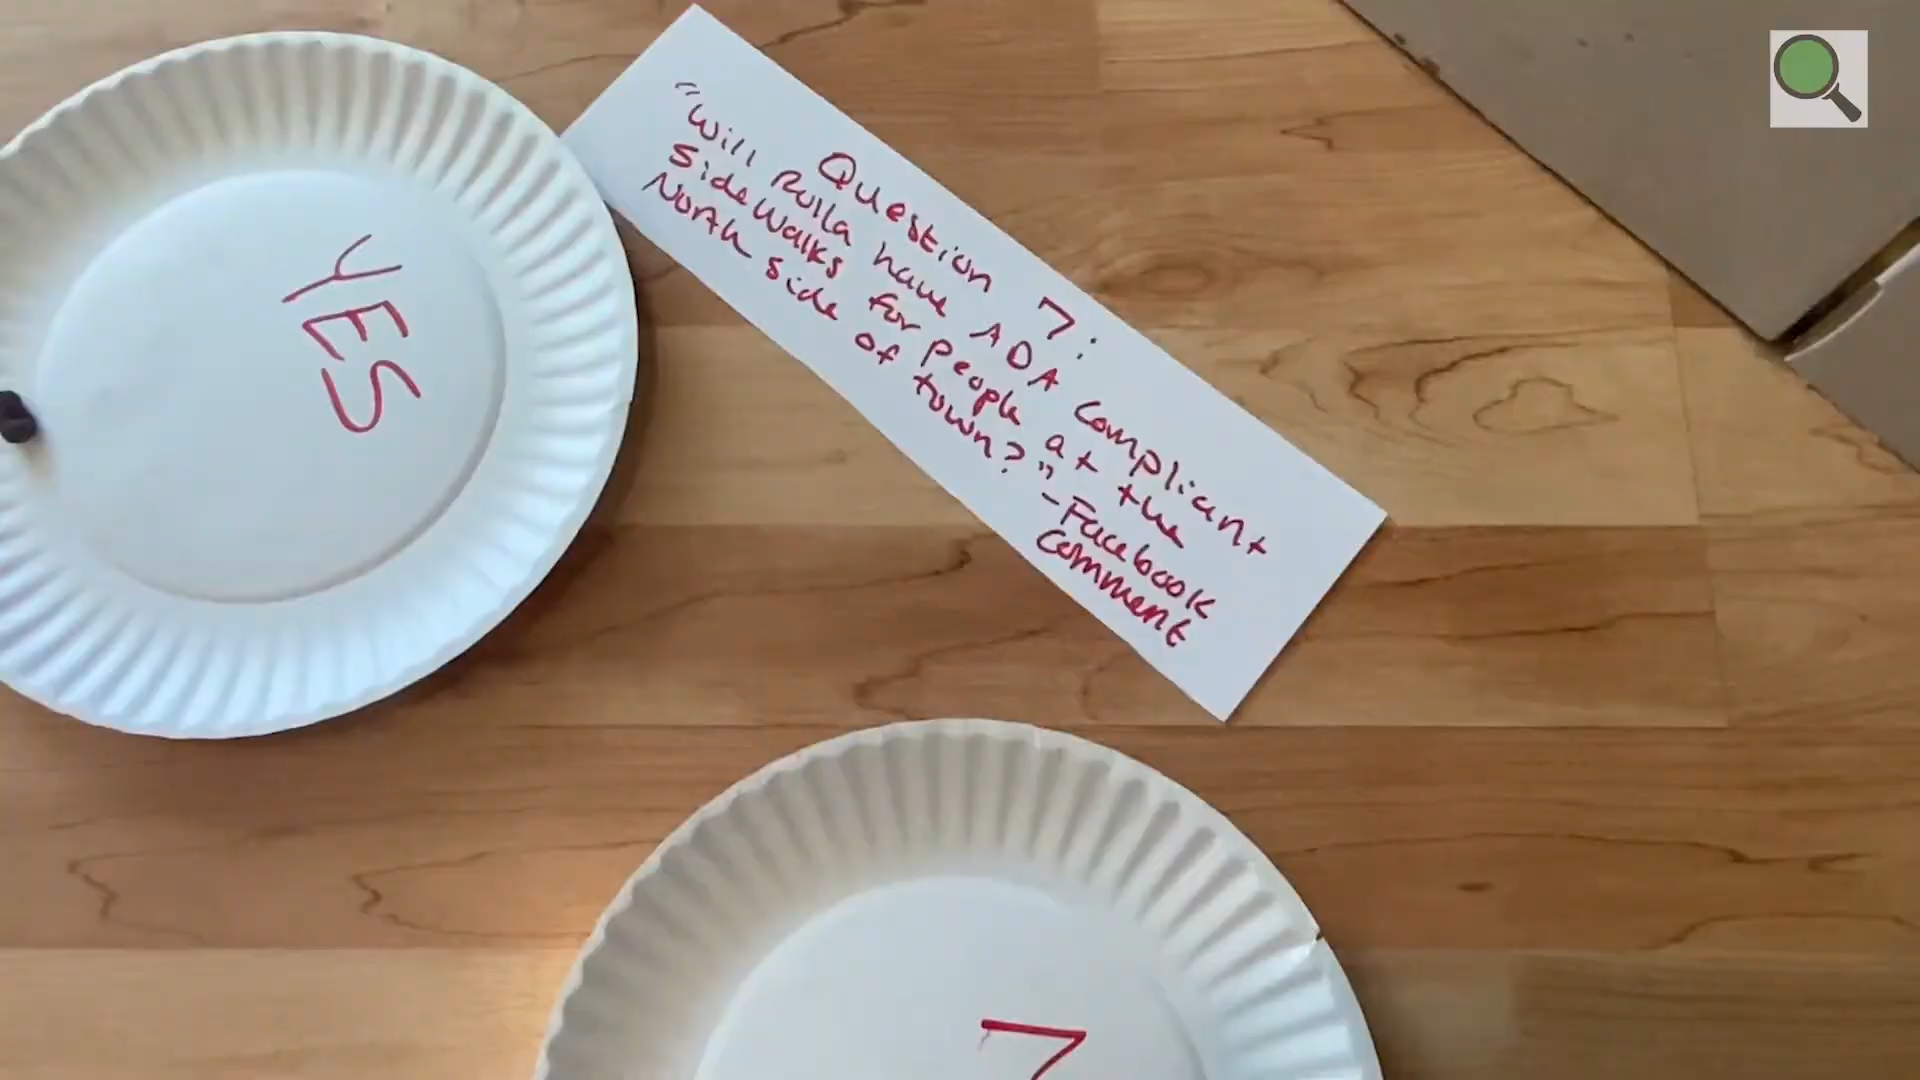 YES
Question 7:
"Will Rolla have ADA compliant
sidewalks for people at the
North side of town?"
-Facebook
comment